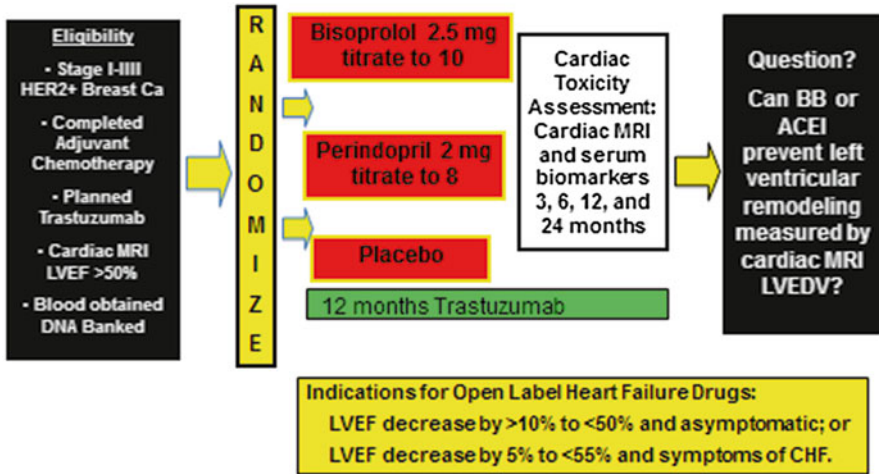 Eligibility
- Stage I-IIII
HER2+ Breast Ca
- Completed
Adjuvant
Chemotherapy
- Planned
Trastuzumab
- Cardiac MRI
LVEF >50%
- Blood obtained
DNA Banked
R
A
N
D
O
M
I
Z
E
Bisoprolol 2.5 mg
titrate to 10
Perindopril 2 mg
titrate to 8
Placebo
12 months Trastuzumab
Cardiac
Toxicity
Assessment:
Cardiac MRI
and serum
biomarkers
3, 6, 12, and
24 months
Question?
Can BB or
ACEI
prevent left
ventricular
remodeling
measured by
cardiac MRI
LVEDV?
Indications for Open Label Heart Failure Drugs:
LVEF decrease by >10% to <50% and asymptomatic; or
LVEF decrease by 5% to <55% and symptoms of CHF.